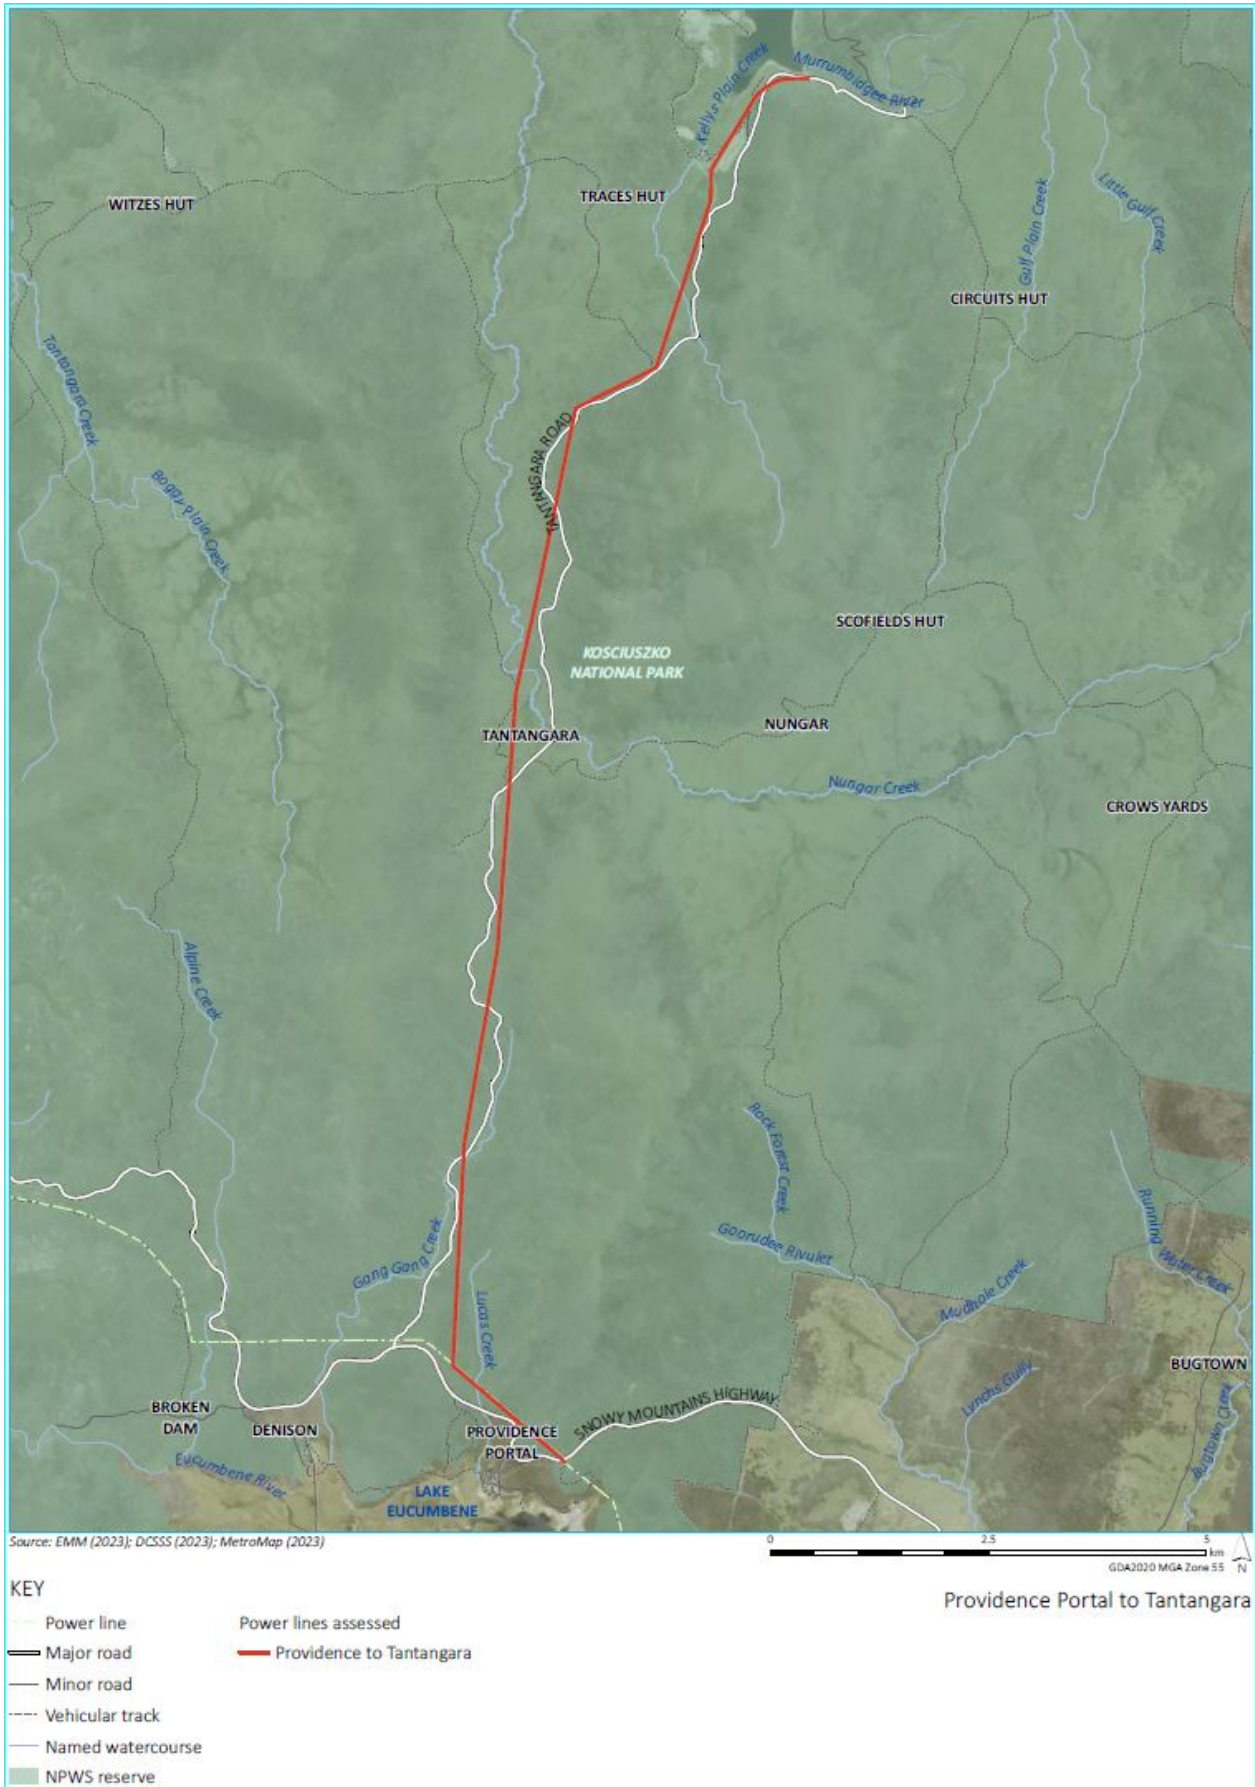 Kellys Plain Creek
Murrumbidgee River
WITZES HUT
TRACES HUT
Gulf Plain Creek
Little Gulf Creek
CIRCUITS HUT
Tantangara Creek
TANTANGARA ROAD
Boggy Plain Creek
SCOFIELDS HUT
KOSCIUSZKO
NATIONAL PARK
TANTANGARA
NUNGAR
Nungar Creek
CROWS YARDS
Alpine Creek
Rock Forest Creek
Running Water Creek
Goorudee Rivulet
Gang Gang Creek
Mudhole Creek
Lucas Creek
BUGTOWN
Lynchs Gully
SNOWY MOUNTAINS HIGHWAY
BROKEN
DAM
DENISON
PROVIDENCE
PORTAL
Bugtown Creek
Eucumbene River
LAKE
EUCUMBENE
Source: EMM (2023); DCSSS (2023); MetroMap (2023)
0 2.5 5
km
GDA2020 MGA Zone 55 N
KEY
Providence Portal to Tantangara
Power line
Major road
Minor road
Vehicular track
Named watercourse
NPWS reserve
Power lines assessed
Providence to Tantangara